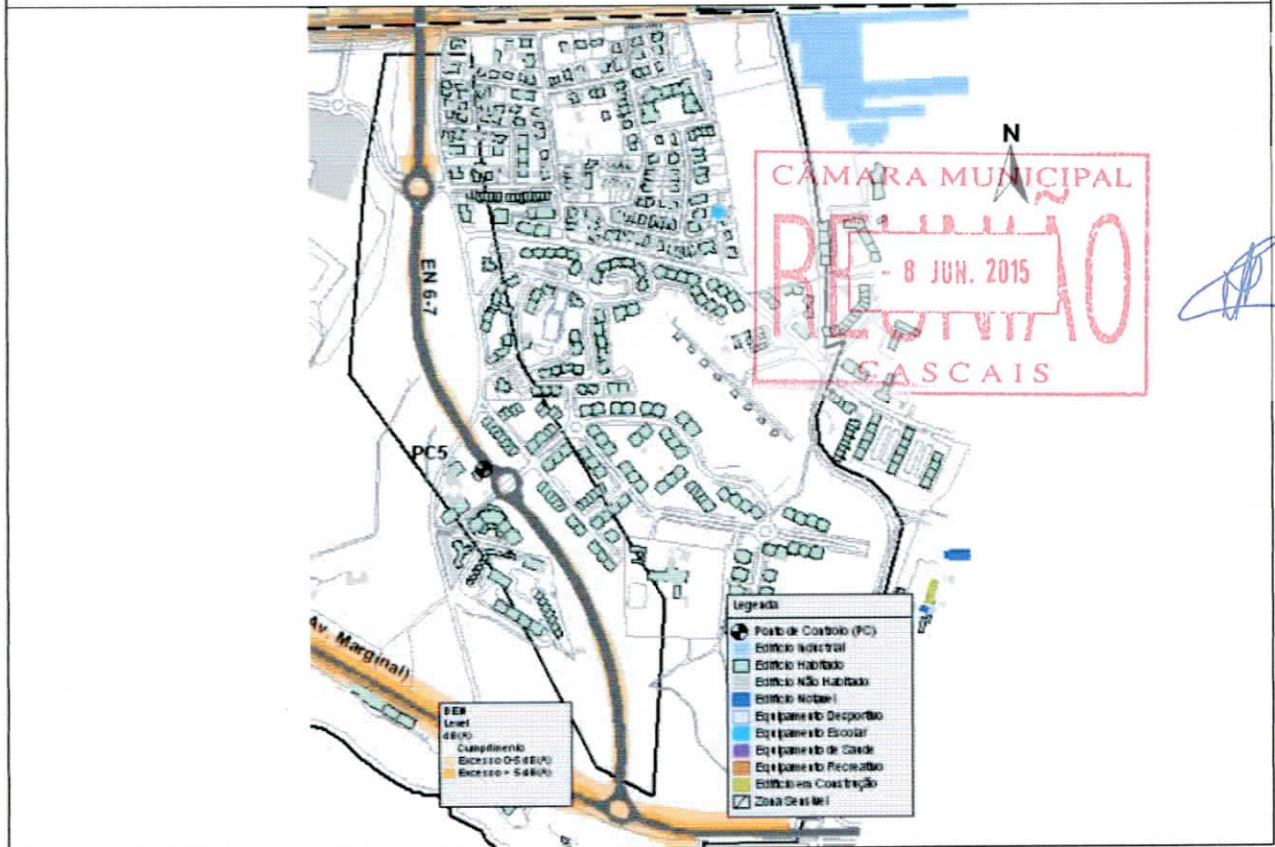 N
CÂMARA MUNICIPAL
REUNIÃO
- 8 JUN. 2015
CASCAIS
EN 6-7
PC5
Av. Marginal)
Legenda
Ponto de Controlo (PC)
Edifício Industrial
Edifício Habitado
Edifício Não Habitado
Edifício Notável
Equipamento Desportivo
Equipamento Escolar
Equipamento de Saúde
Equipamento Recreativo
Edifício em Construção
Zona Sensível
DEN
Level
dB(A)
Cumprimento
Excesso 0-5 dB(A)
Excesso + 5 dB(A)